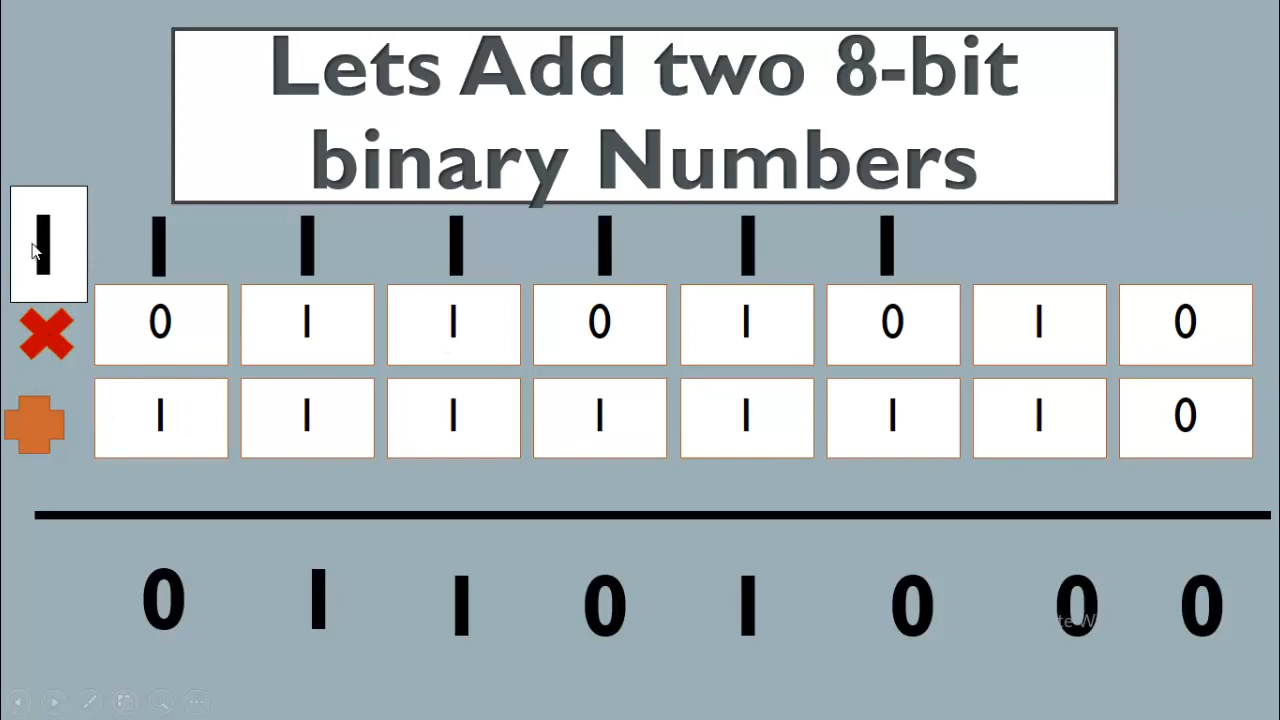 Lets Add two 8-bit
binary Numbers
1 1 1 1 1 1 1
0 1 1 0 1 0 1 0
1 1 1 1 1 1 1 0
0 1 1 0 1 0 0 0